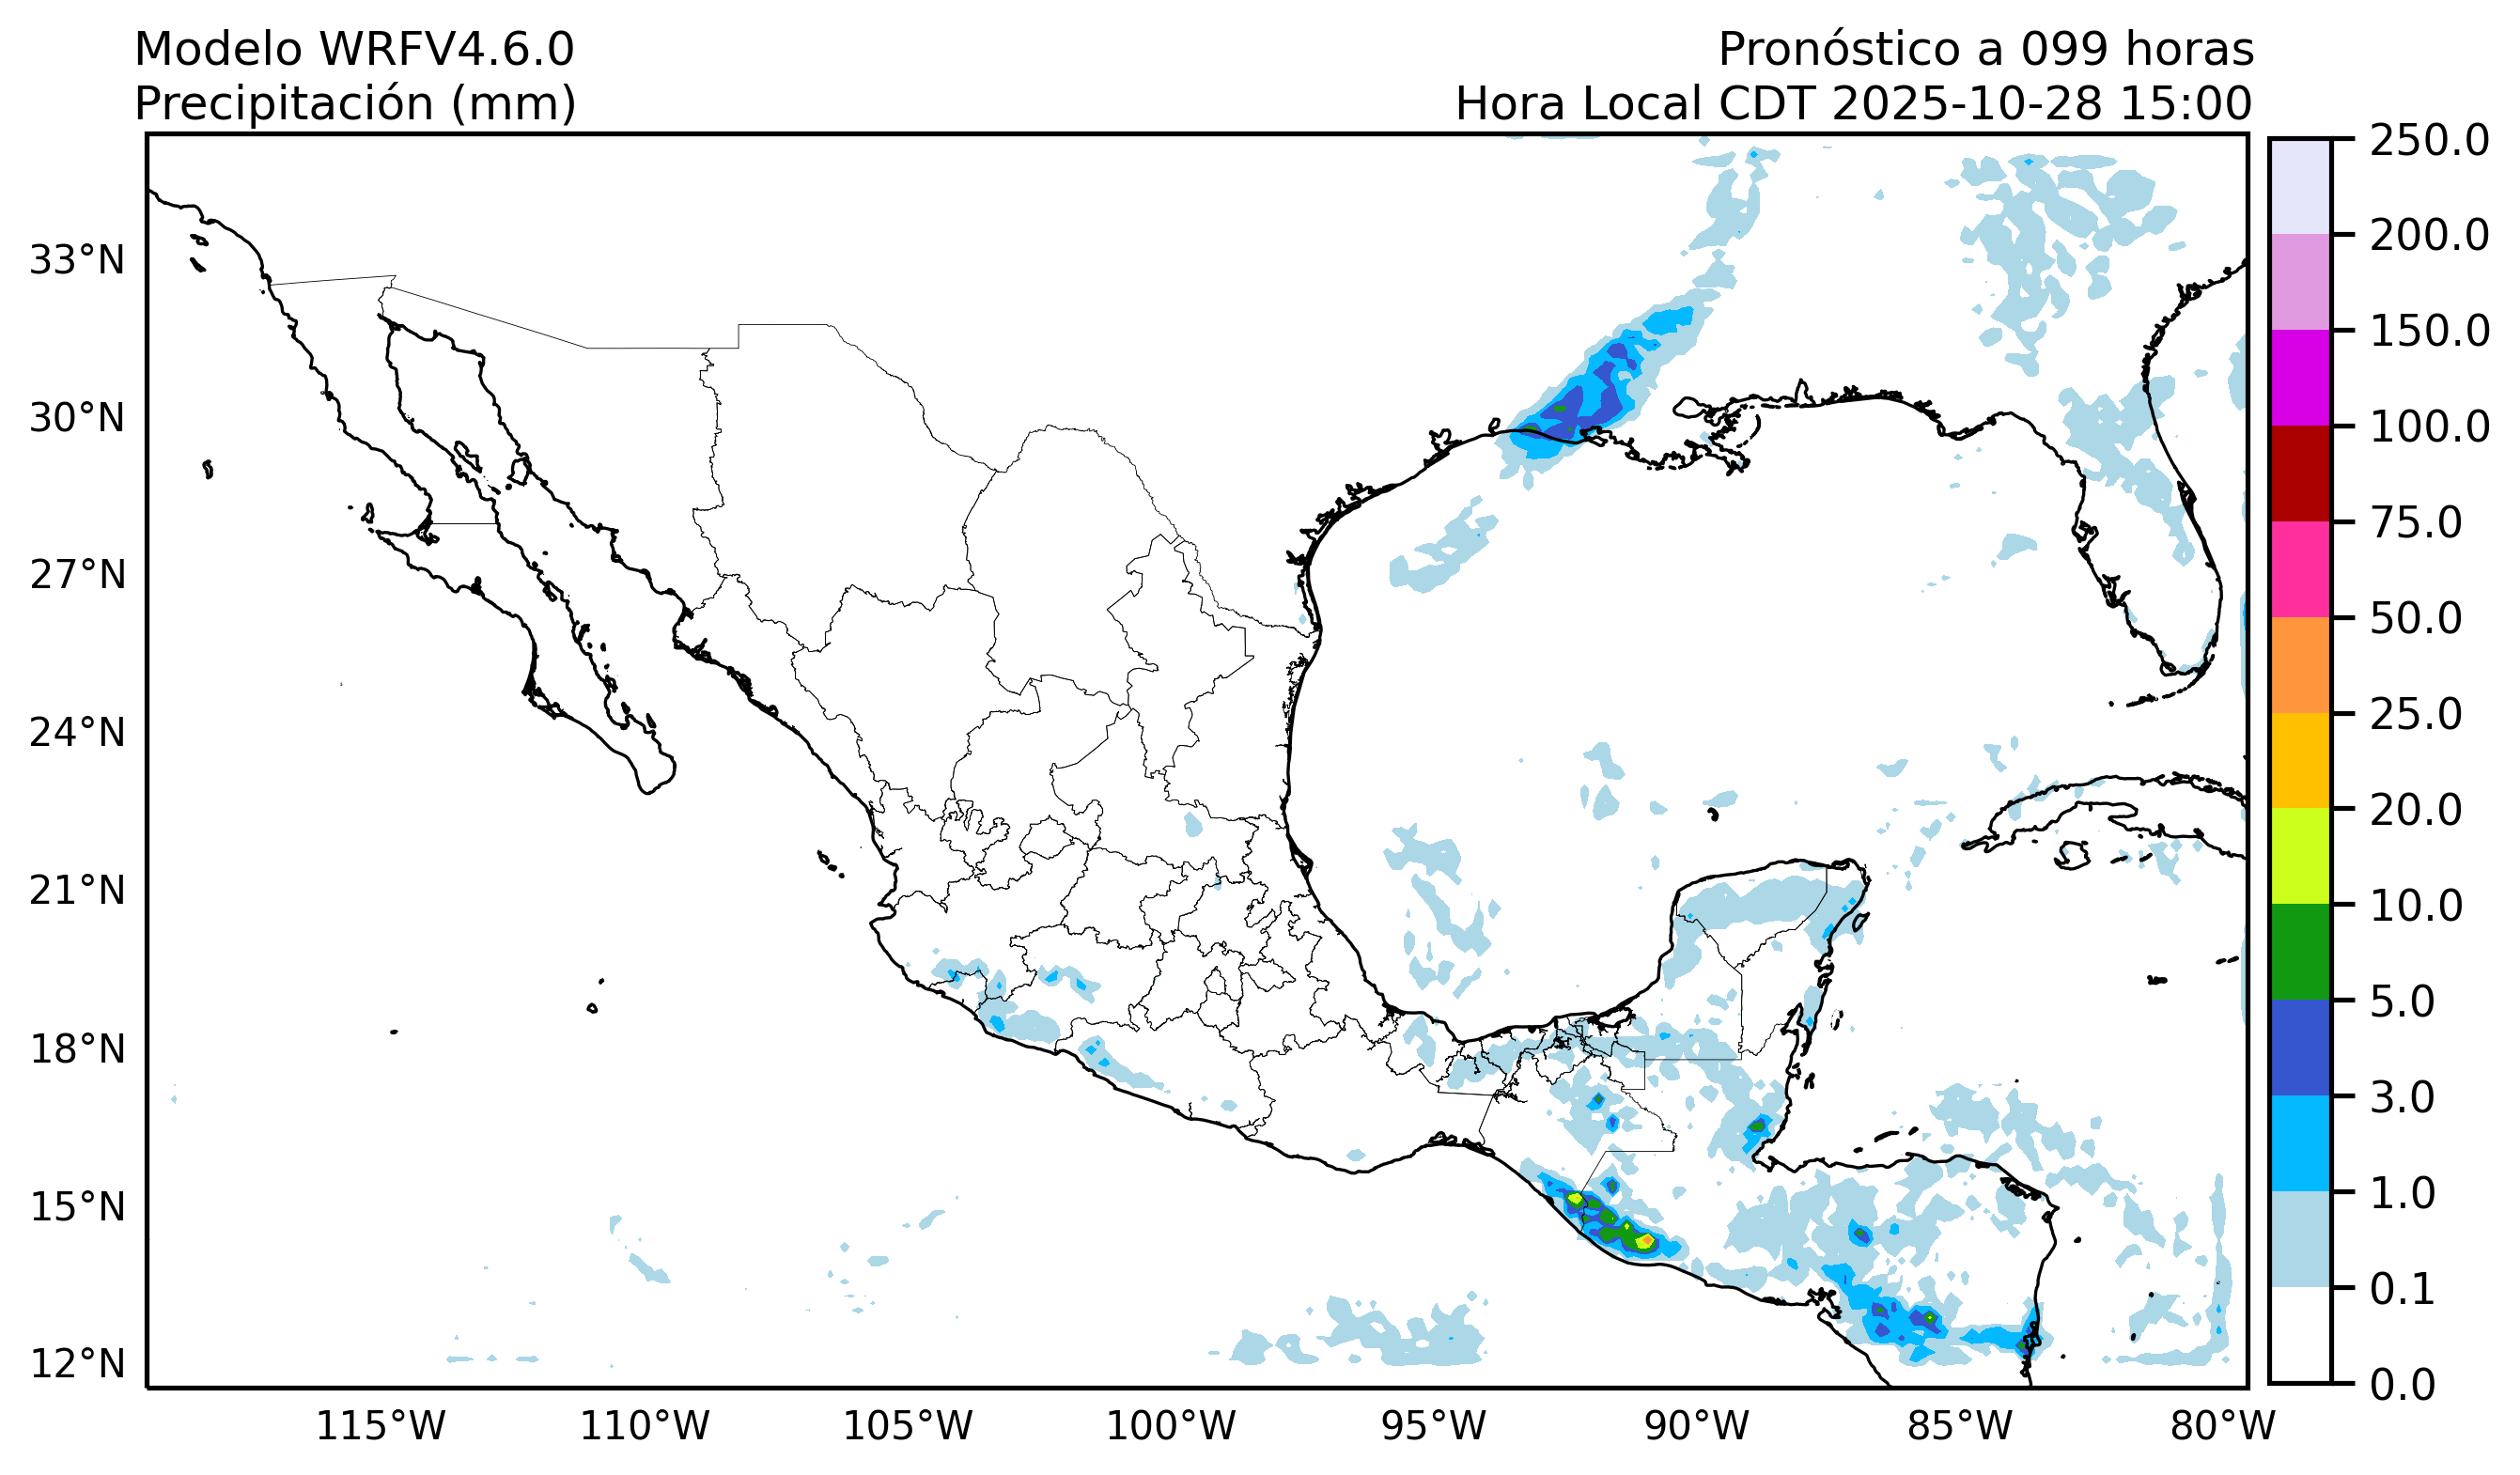 Modelo WRFV4.6.0
Precipitación (mm)
Pronóstico a 099 horas
Hora Local CDT 2025-10-28 15:00
33°N
30°N
27°N
24°N
21°N
18°N
15°N
12°N
115°W
110°W
105°W
100°W
95°W
90°W
85°W
80°W
250.0
200.0
150.0
100.0
75.0
50.0
25.0
20.0
10.0
5.0
3.0
1.0
0.1
0.0